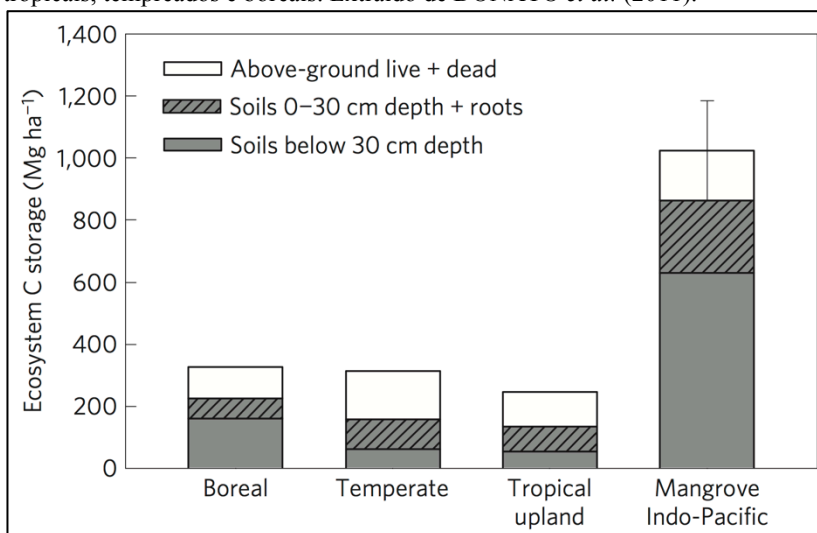 tropicais, temperados e boreais. Extraído de DONATO et al. (2011).
1,400
1,200
1,000
800
600
400
200
0
Ecosystem C storage (Mg ha⁻¹)
Above-ground live + dead
Soils 0–30 cm depth + roots
Soils below 30 cm depth
Boreal
Temperate
Tropical
upland
Mangrove
Indo-Pacific